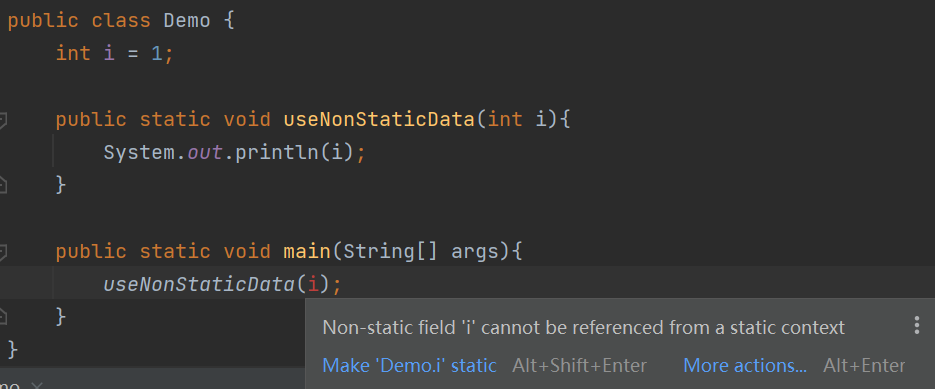 public class Demo {
int i = 1;
public static void useNonStaticData(int i){
System.out.println(i);
}
public static void main(String[] args){
useNonStaticData(i);
}
}
Non-static field 'i' cannot be referenced from a static context
Make 'Demo.i' static Alt+Shift+Enter More actions... Alt+Enter